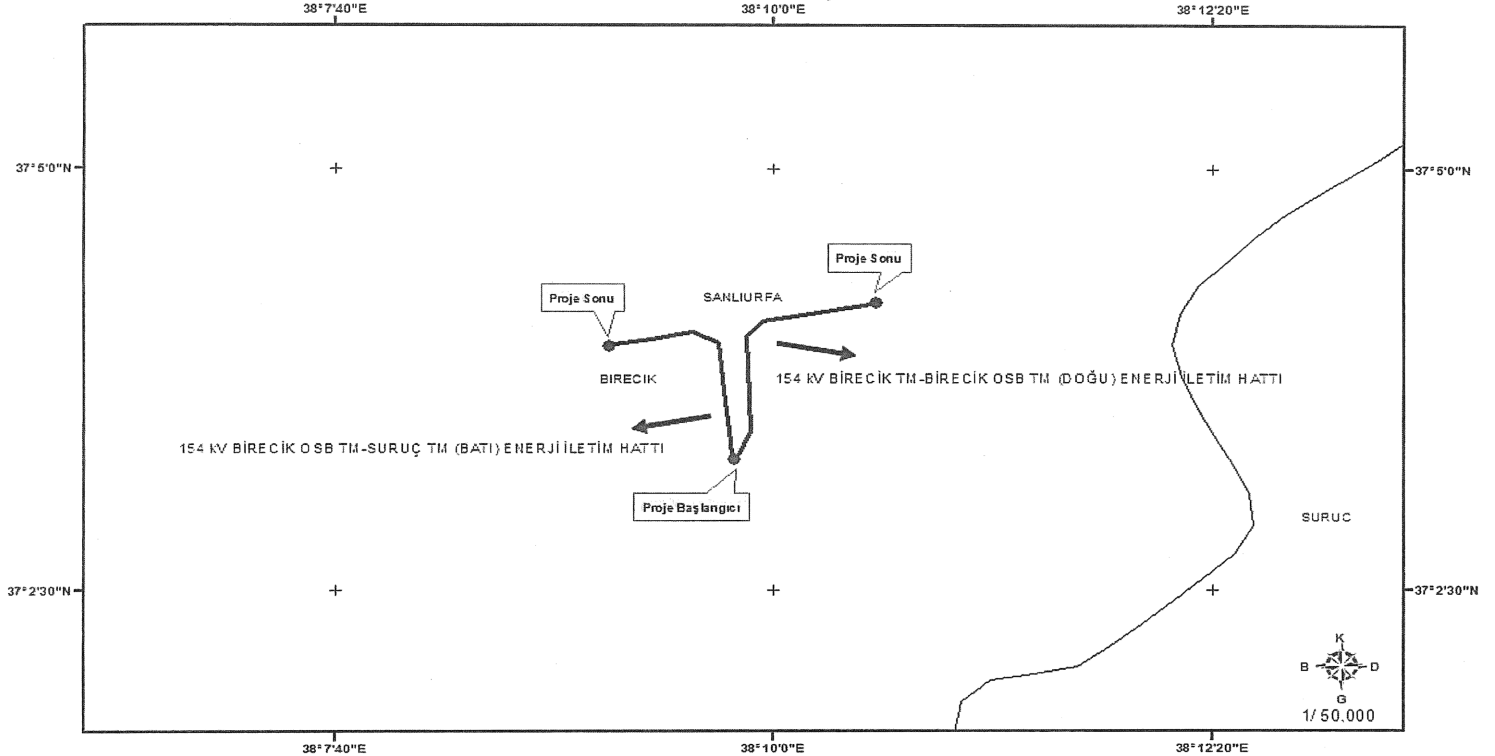 38°7'40"E
38°10'0"E
38°12'20"E
37°5'0"N
37°5'0"N
Proje Sonu
Proje Sonu
SANLIURFA
BIRECIK
154 kV BİRECİK TM-BİRECİK OSB TM (DOĞU) ENERJİ İLETİM HATTI
154 kV BİRECİK OSB TM-SURUÇ TM (BATI) ENERJİ İLETİM HATTI
Proje Başlangıcı
SURUC
37°2'30"N
37°2'30"N
K
B
D
G
1/ 50.000
38°7'40"E
38°10'0"E
38°12'20"E